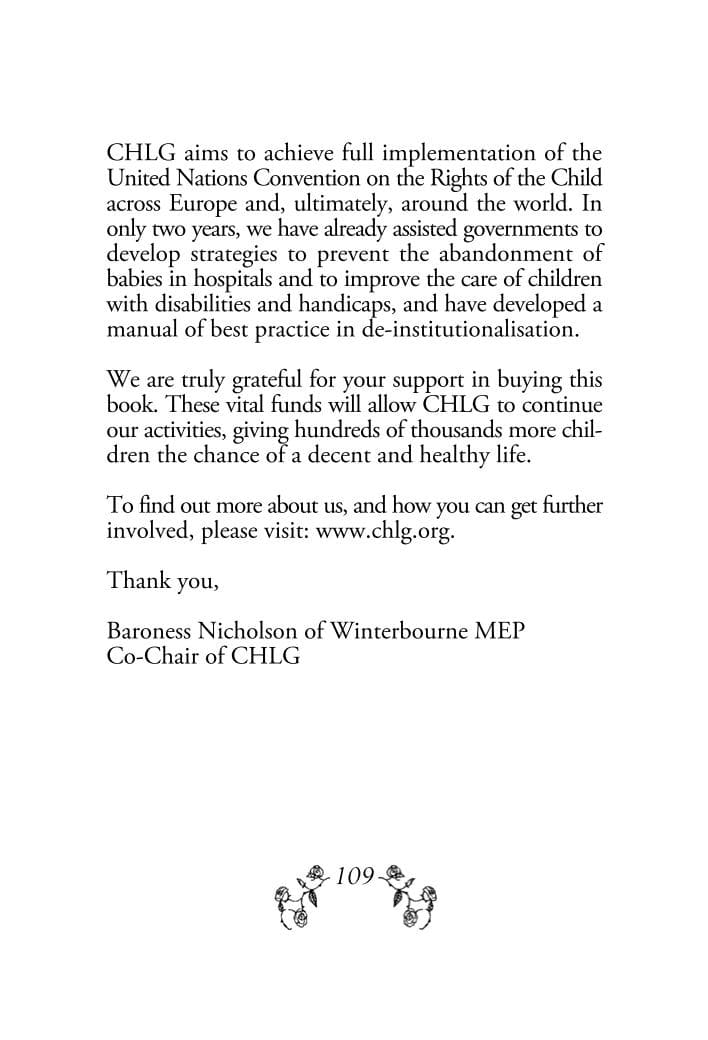 CHLG aims to achieve full implementation of the
United Nations Convention on the Rights of the Child
across Europe and, ultimately, around the world. In
only two years, we have already assisted governments to
develop strategies to prevent the abandonment of
babies in hospitals and to improve the care of children
with disabilities and handicaps, and have developed a
manual of best practice in de-institutionalisation.
We are truly grateful for your support in buying this
book. These vital funds will allow CHLG to continue
our activities, giving hundreds of thousands more chil-
dren the chance of a decent and healthy life.
To find out more about us, and how you can get further
involved, please visit: www.chlg.org.
Thank you,
Baroness Nicholson of Winterbourne MEP
Co-Chair of CHLG
109